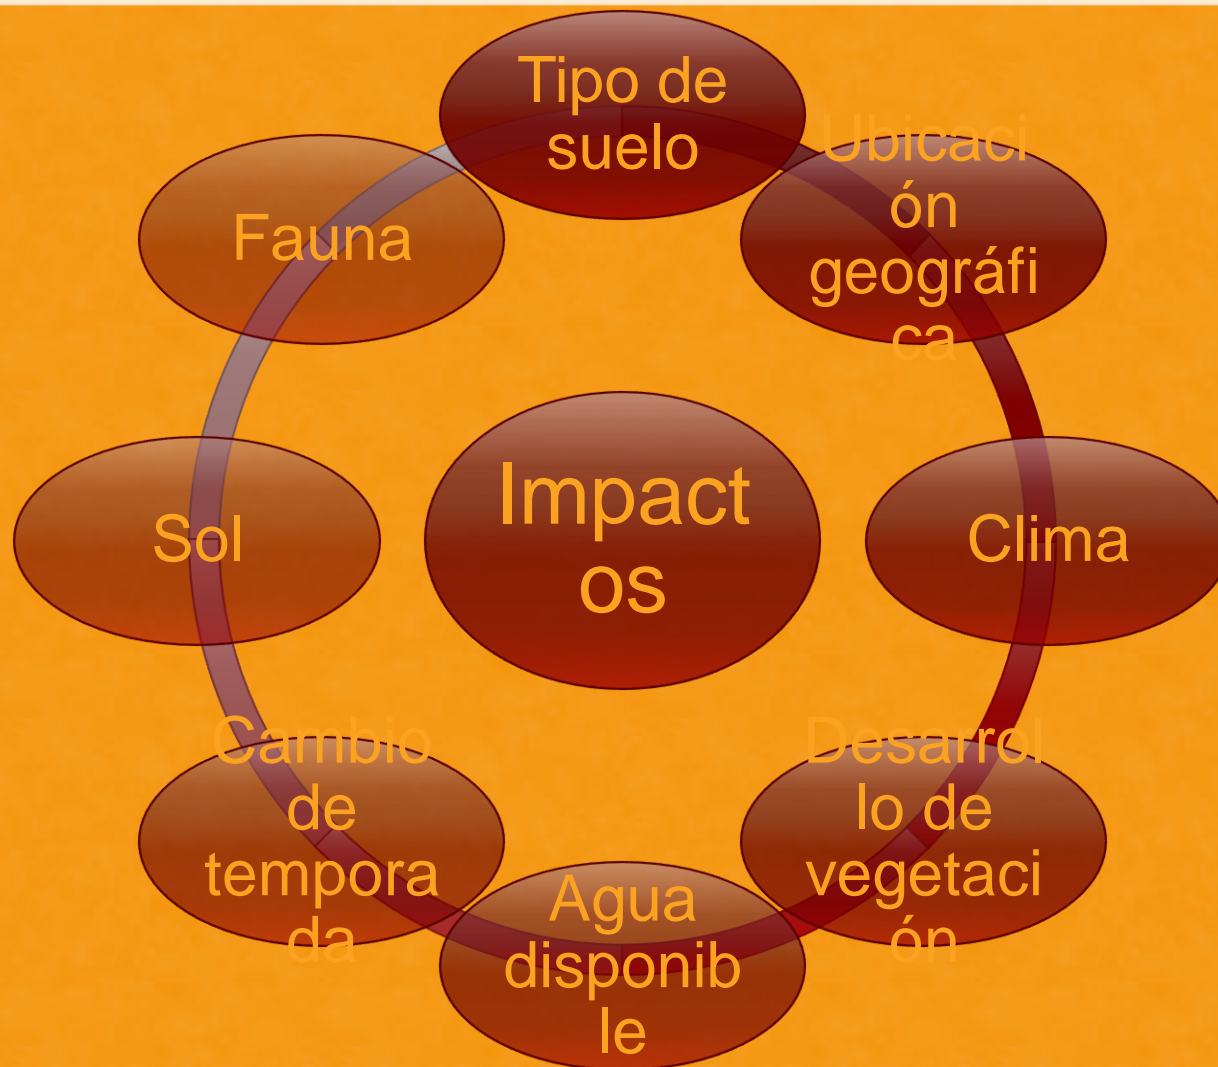 Tipo de
suelo
Ubicaci
ón
geográfi
ca
Clima
Desarrol
lo de
vegetaci
ón
Agua
disponib
le
Cambio
de
tempora
da
Sol
Fauna
Impact
os